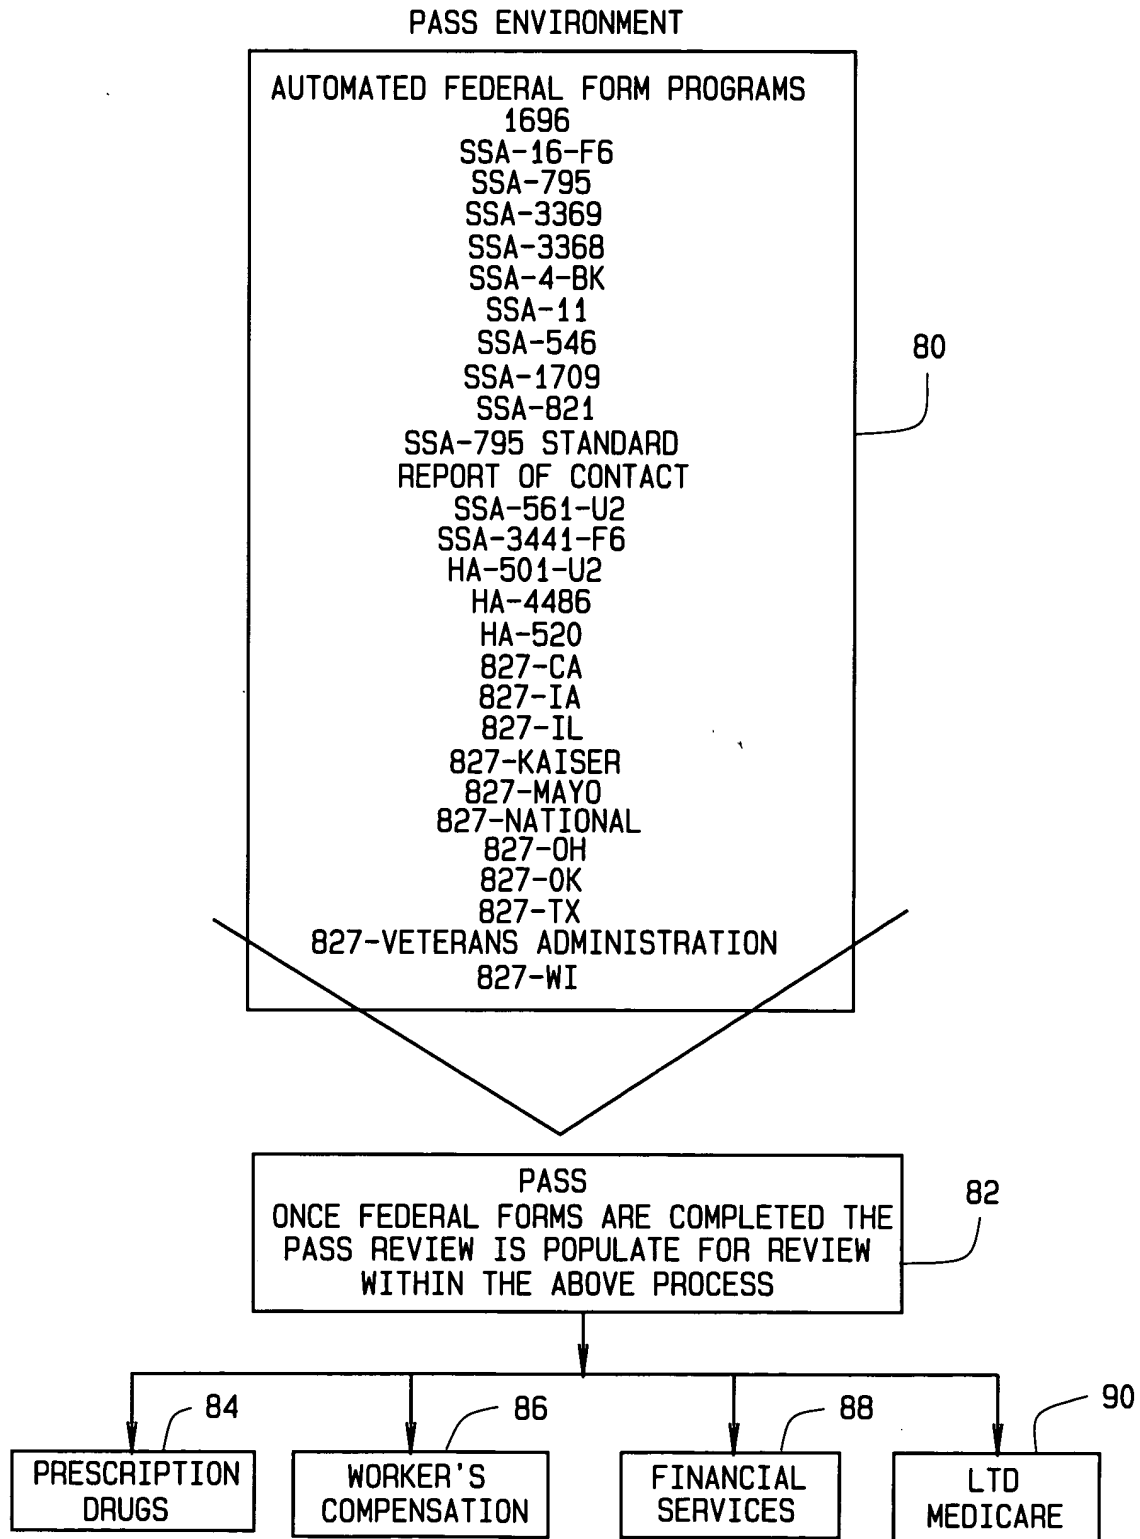 PASS ENVIRONMENT
AUTOMATED FEDERAL FORM PROGRAMS
1696
SSA-16-F6
SSA-795
SSA-3369
SSA-3368
SSA-4-BK
SSA-11
SSA-546
SSA-1709
SSA-821
SSA-795 STANDARD
REPORT OF CONTACT
SSA-561-U2
SSA-3441-F6
HA-501-U2
HA-4486
HA-520
827-CA
827-IA
827-IL
827-KAISER
827-MAYO
827-NATIONAL
827-OH
827-OK
827-TX
827-VETERANS ADMINISTRATION
827-WI
80
PASS
ONCE FEDERAL FORMS ARE COMPLETED THE
PASS REVIEW IS POPULATE FOR REVIEW
WITHIN THE ABOVE PROCESS
82
84
PRESCRIPTION
DRUGS
86
WORKER'S
COMPENSATION
88
FINANCIAL
SERVICES
90
LTD
MEDICARE